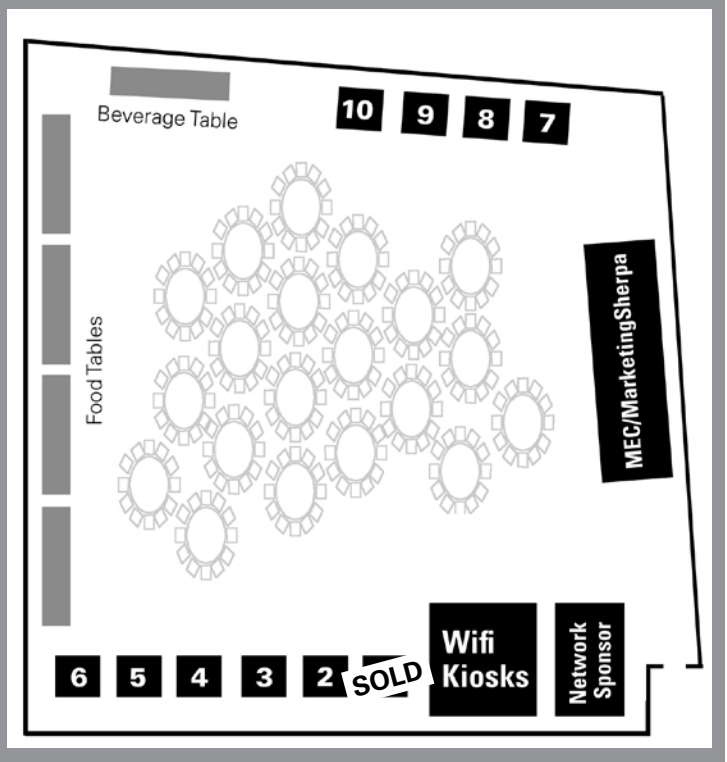 Beverage Table
10 9 8 7
MEC/MarketingSherpa
Food Tables
Wifi
Kiosks
Network
Sponsor
6 5 4 3 2 SOLD